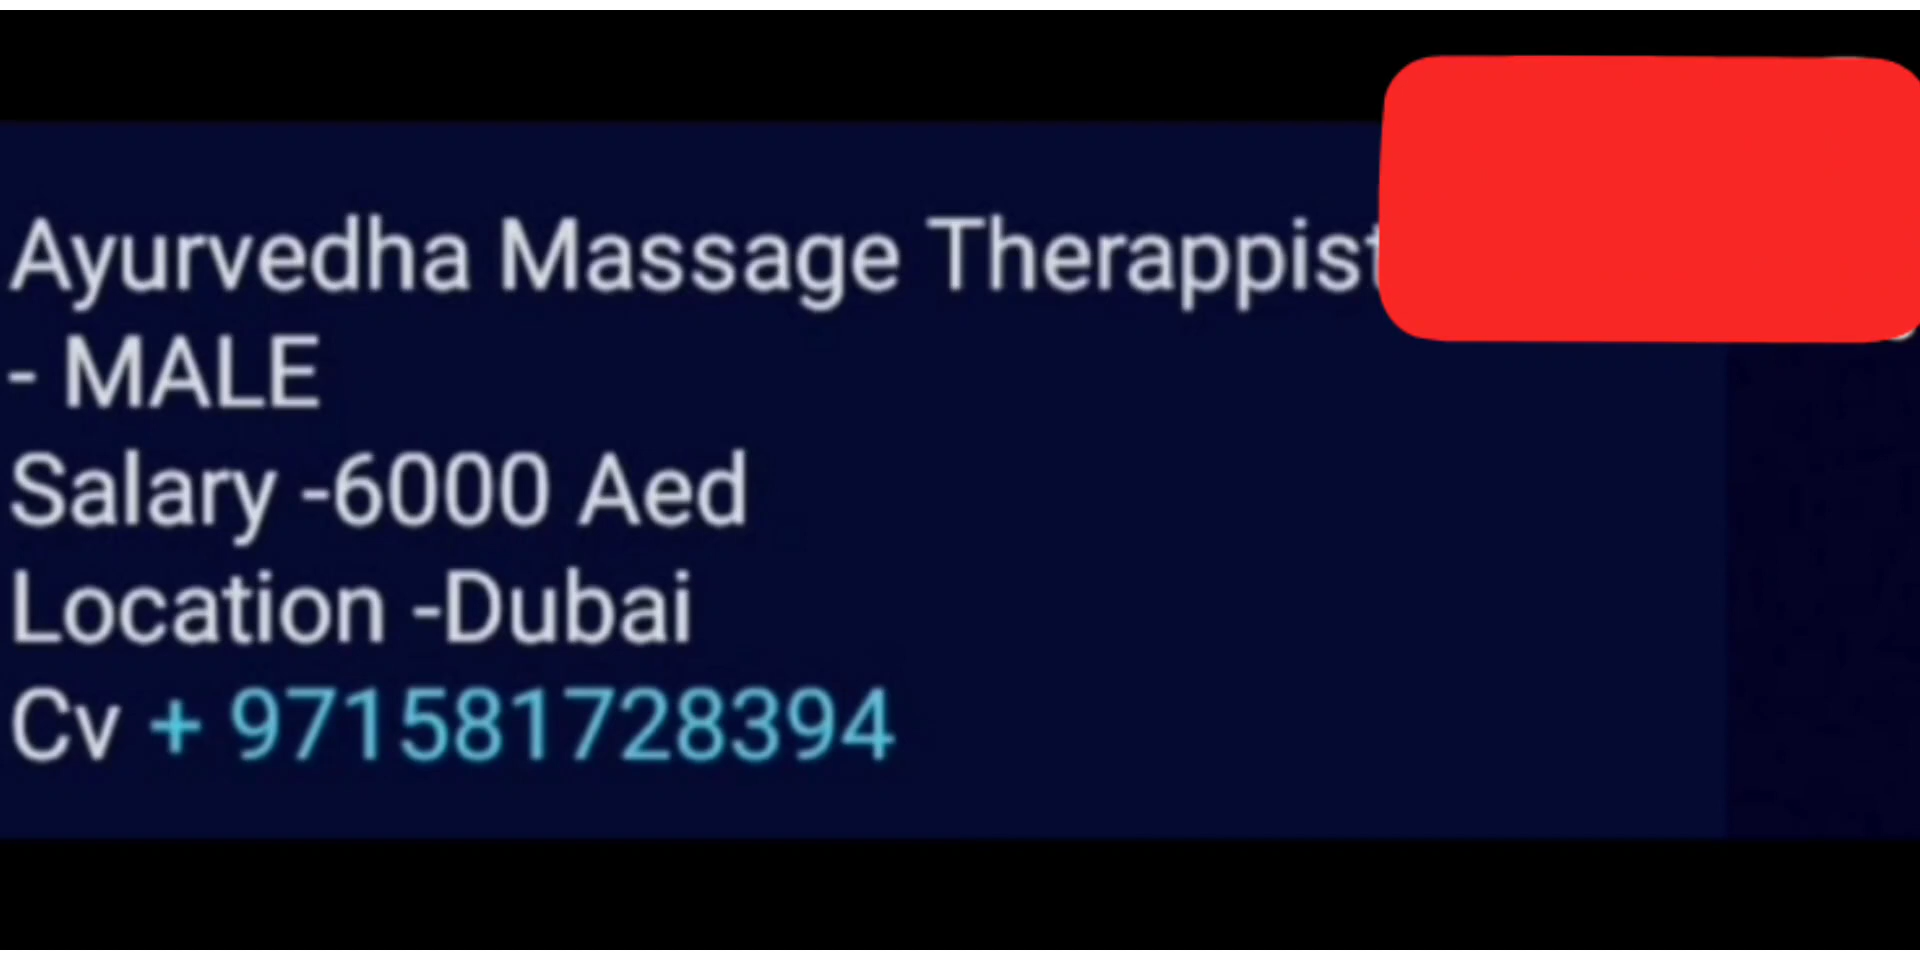 Ayurvedha Massage Therappist
- MALE
Salary -6000 Aed
Location -Dubai
Cv + 971581728394